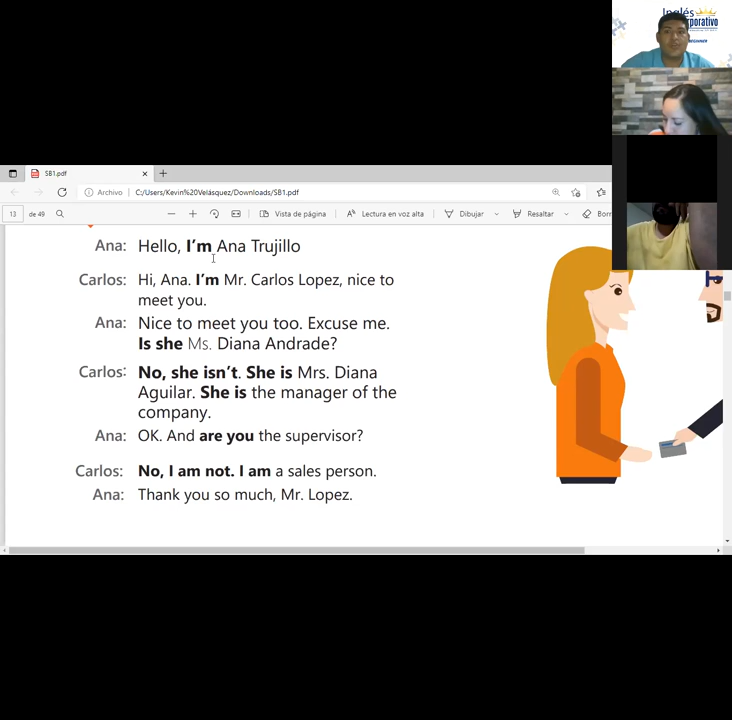 Inglés
orporativo
SB1.pdf
Archivo
C:/Users/Kevin%20Velásquez/Downloads/SB1.pdf
13 de 49
Vista de página
Lectura en voz alta
Dibujar
Resaltar
Borr
Ana: Hello, I'm Ana Trujillo
Carlos: Hi, Ana. I'm Mr. Carlos Lopez, nice to
meet you.
Ana: Nice to meet you too. Excuse me.
Is she Ms. Diana Andrade?
Carlos: No, she isn't. She is Mrs. Diana
Aguilar. She is the manager of the
company.
Ana: OK. And are you the supervisor?
Carlos: No, I am not. I am a sales person.
Ana: Thank you so much, Mr. Lopez.